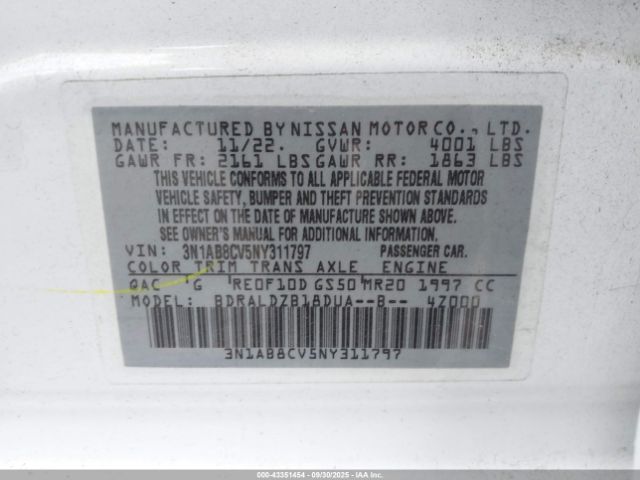 MANUFACTURED BY NISSAN MOTOR CO., LTD.
DATE: 11/22. GVWR: 4001 LBS
GAWR FR: 2161 LBS GAWR RR: 1863 LBS
THIS VEHICLE CONFORMS TO ALL APPLICABLE FEDERAL MOTOR
VEHICLE SAFETY, BUMPER AND THEFT PREVENTION STANDARDS
IN EFFECT ON THE DATE OF MANUFACTURE SHOWN ABOVE.
SEE OWNER'S MANUAL FOR ADDITIONAL INFORMATION.
VIN: 3N1AB8CV5NY311797 PASSENGER CAR.
COLOR TRIM TRANS AXLE ENGINE
QAC G RE0F10D GS50 MR20 1997 CC
MODEL: BDRALDZB18DUA--B-- 4Z000
3N1AB8CV5NY311797
000-43351454 - 09/30/2025 - Copyright © IAA, Inc.